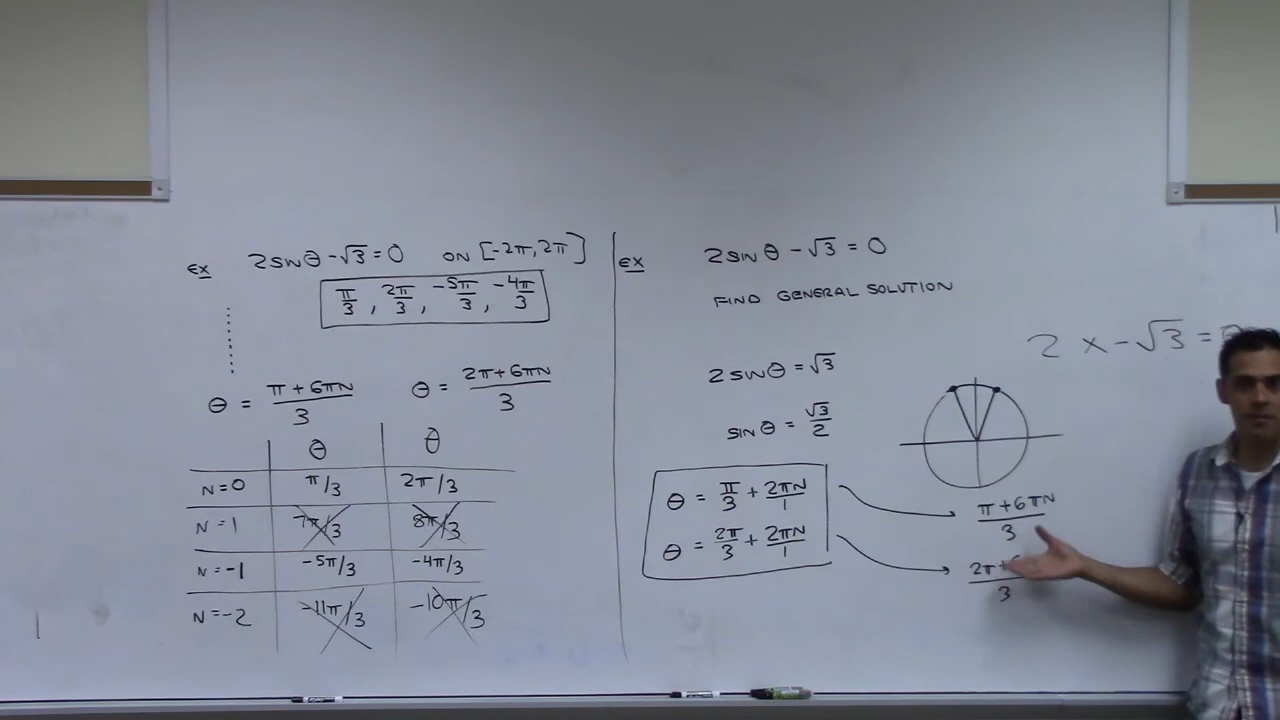 ex 2 sin θ - √3 = 0 ON [-2π, 2π]
π/3 , 2π/3 , -5π/3 , -4π/3
θ = π + 6πN / 3 θ = 2π + 6πN / 3
θ θ
N=0 π/3 2π/3
N=1 7π/3 8π/3
N=-1 -5π/3 -4π/3
N=-2 -11π/3 -10π/3
ex 2 sin θ - √3 = 0
FIND GENERAL SOLUTION
2 x - √3 =
2 sin θ = √3
sin θ = √3/2
θ = π/3 + 2πN/1
θ = 2π/3 + 2πN/1
π + 6πN / 3
2π + / 3